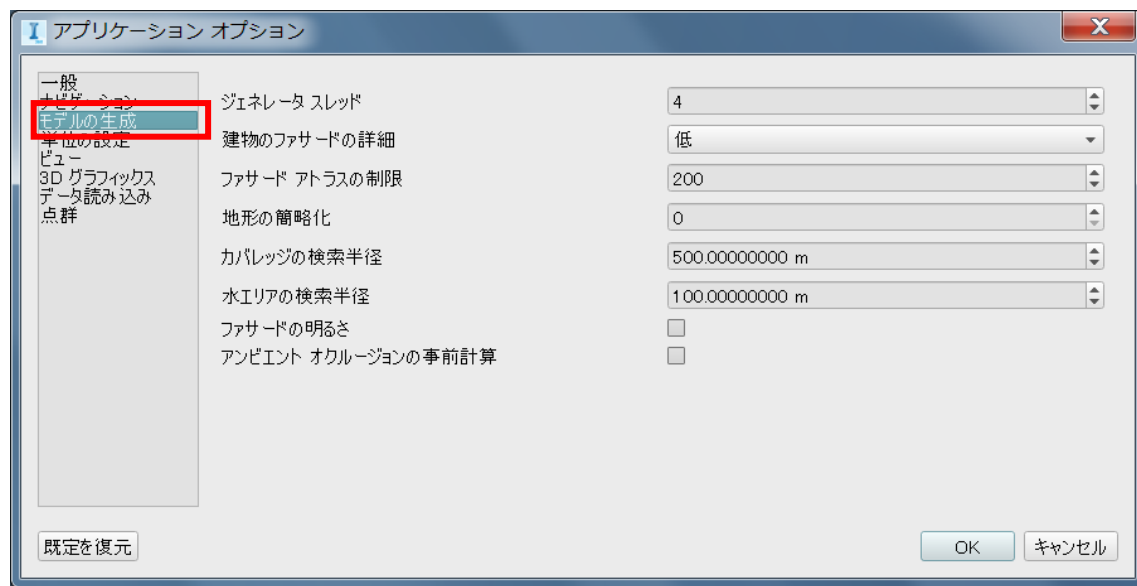 アプリケーション オプション
一般
ナビゲーション
モデルの生成
単位の設定
ビュー
3D グラフィックス
データ読み込み
点群
ジェネレータ スレッド
4
建物のファサードの詳細
低
ファサード アトラスの制限
200
地形の簡略化
0
カバレッジの検索半径
500.00000000 m
水エリアの検索半径
100.00000000 m
ファサードの明るさ
アンビエント オクルージョンの事前計算
既定を復元
OK
キャンセル